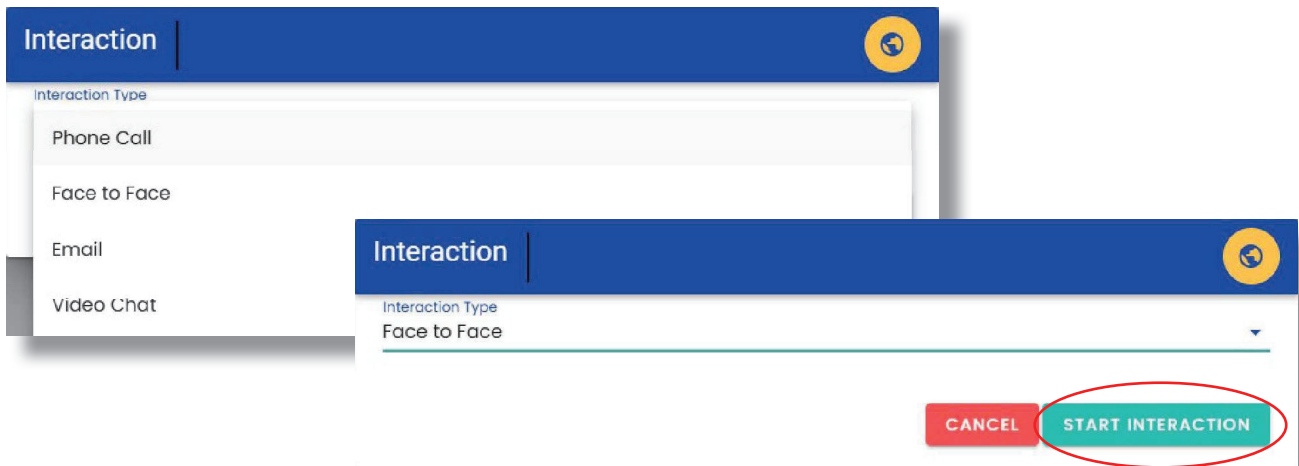 Interaction
Interaction Type
Phone Call
Face to Face
Email
Video Chat
Interaction
Interaction Type
Face to Face
CANCEL START INTERACTION